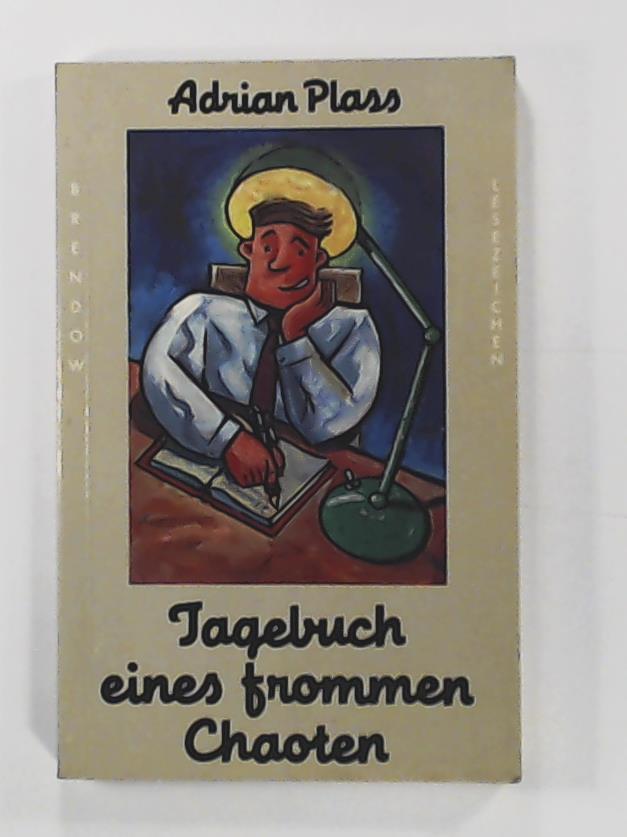 Adrian Plass
BRENDOW
LESEZEICHEN
Tagebuch
eines frommen
Chaoten